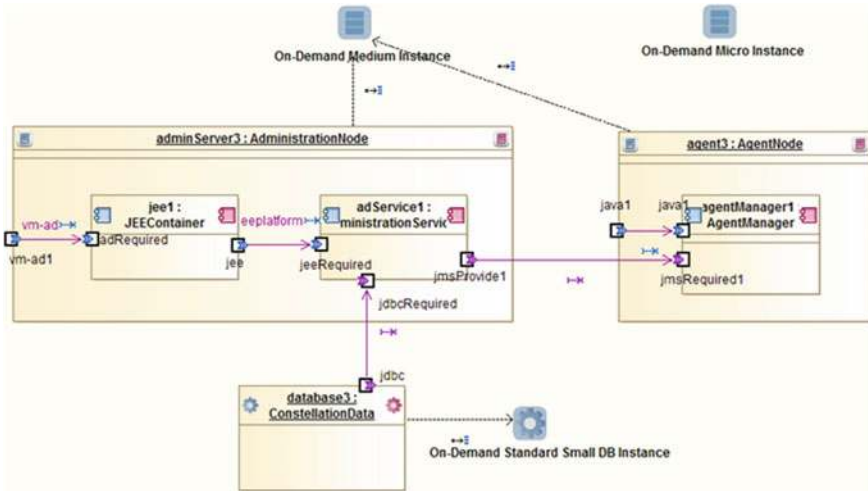 On-Demand Medium Instance
On-Demand Micro Instance
adminServer3 : AdministrationNode
agent3 : AgentNode
vm-ad
jee1 :
JEEContainer
eeplatform
adService1 :
ministrationServic
java1
java1
agentManager1
AgentManager
adRequired
vm-ad1
jee
jeeRequired
jmsProvide1
jmsRequired1
jdbcRequired
jdbc
database3 :
ConstellationData
On-Demand Standard Small DB Instance